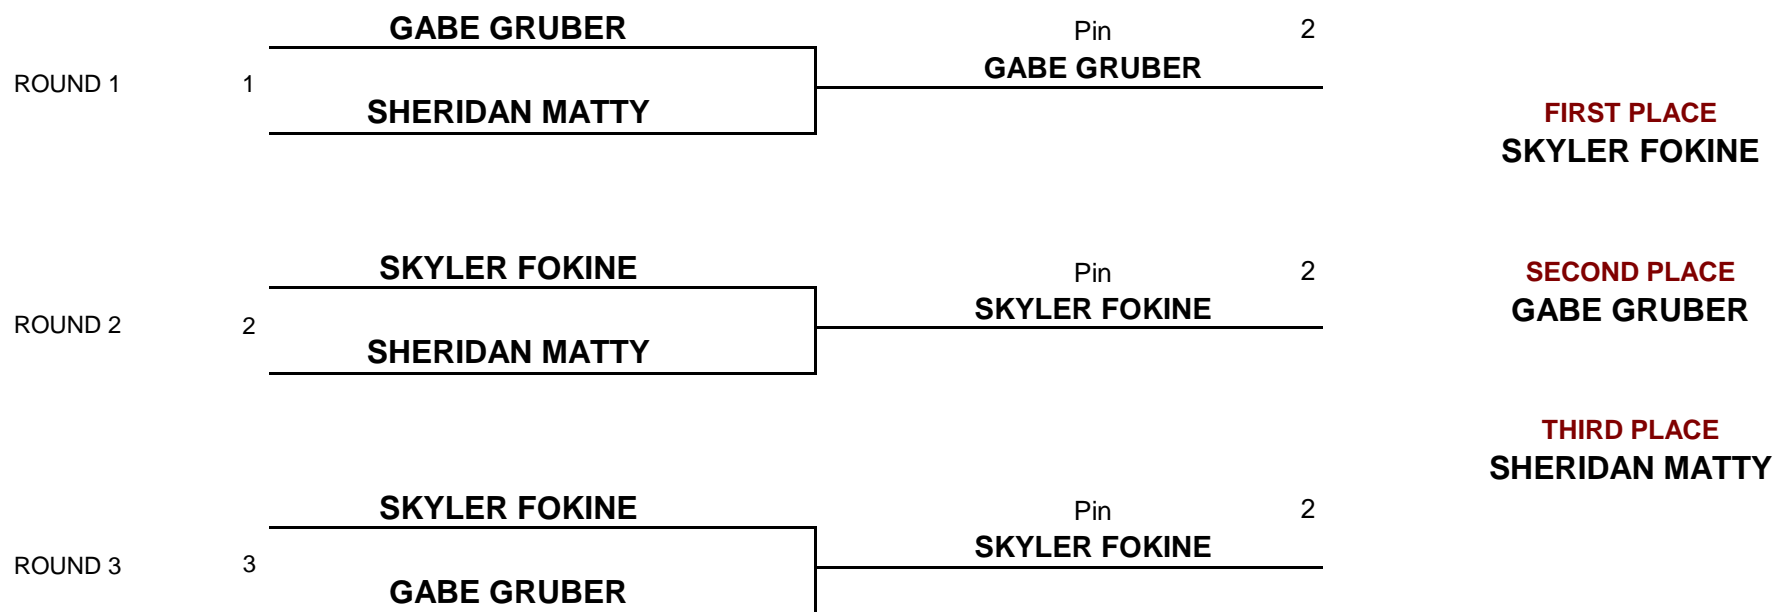 GABE GRUBER
Pin 2
GABE GRUBER
ROUND 1 1
SHERIDAN MATTY
FIRST PLACE
SKYLER FOKINE
SKYLER FOKINE
Pin 2
SKYLER FOKINE
ROUND 2 2
SHERIDAN MATTY
SECOND PLACE
GABE GRUBER
THIRD PLACE
SHERIDAN MATTY
SKYLER FOKINE
Pin 2
SKYLER FOKINE
ROUND 3 3
GABE GRUBER